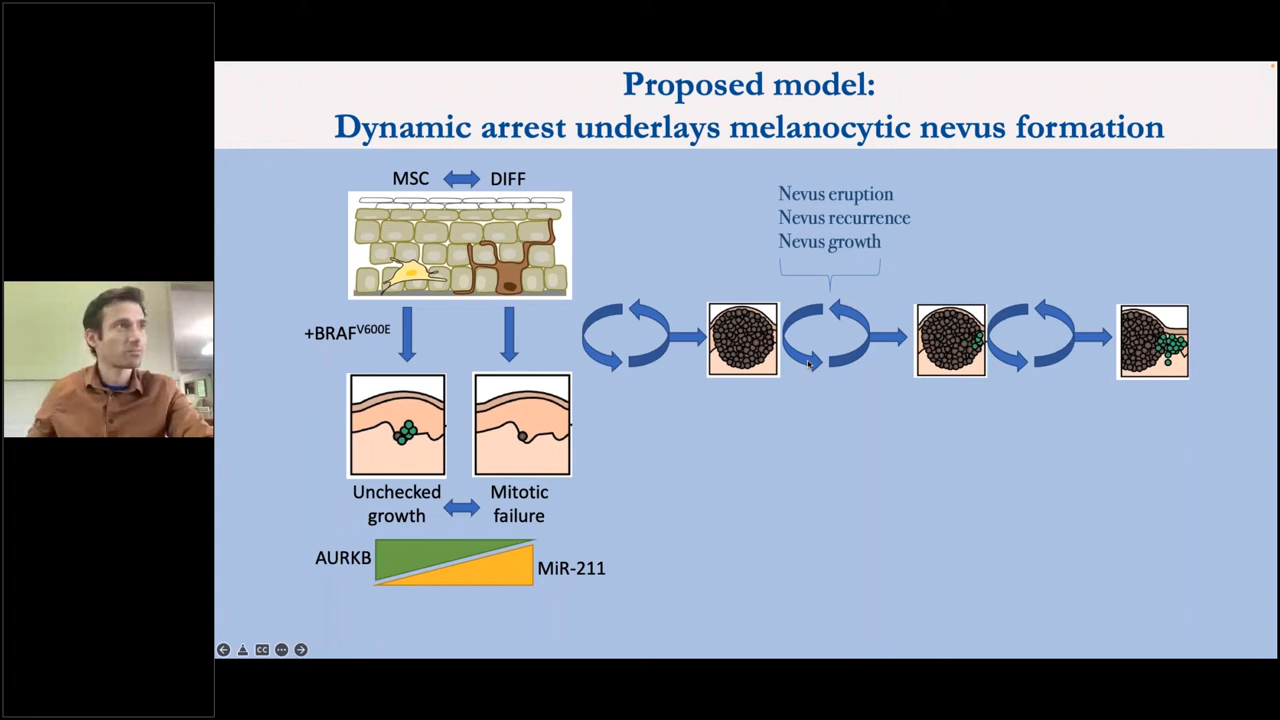 Proposed model:
Dynamic arrest underlays melanocytic nevus formation
MSC
DIFF
+BRAFV600E
Unchecked
growth
Mitotic
failure
AURKB
MiR-211
Nevus eruption
Nevus recurrence
Nevus growth
CC